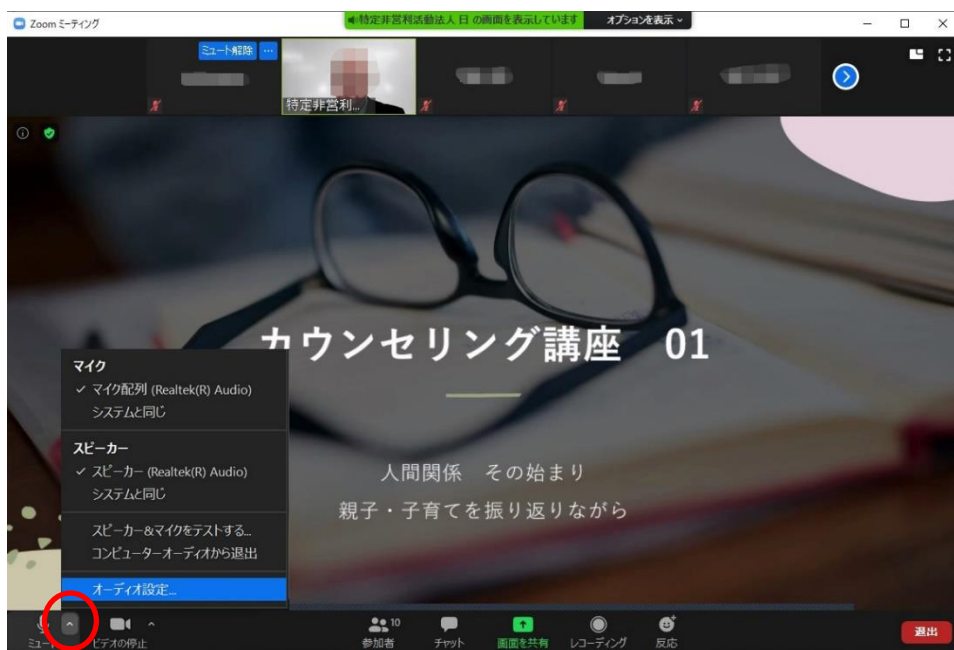 Zoom ミーティング
特定非営利活動法人 日 の画面を表示しています
オプションを表示
ミュート解除
特定非営利...
カウンセリング講座 01
人間関係 その始まり
親子・子育てを振り返りながら
マイク
マイク配列 (Realtek(R) Audio)
システムと同じ
スピーカー
スピーカー (Realtek(R) Audio)
システムと同じ
スピーカー&マイクをテストする...
コンピューターオーディオから退出
オーディオ設定...
ミュート
ビデオの停止
10
参加者
チャット
画面を共有
レコーディング
反応
退出